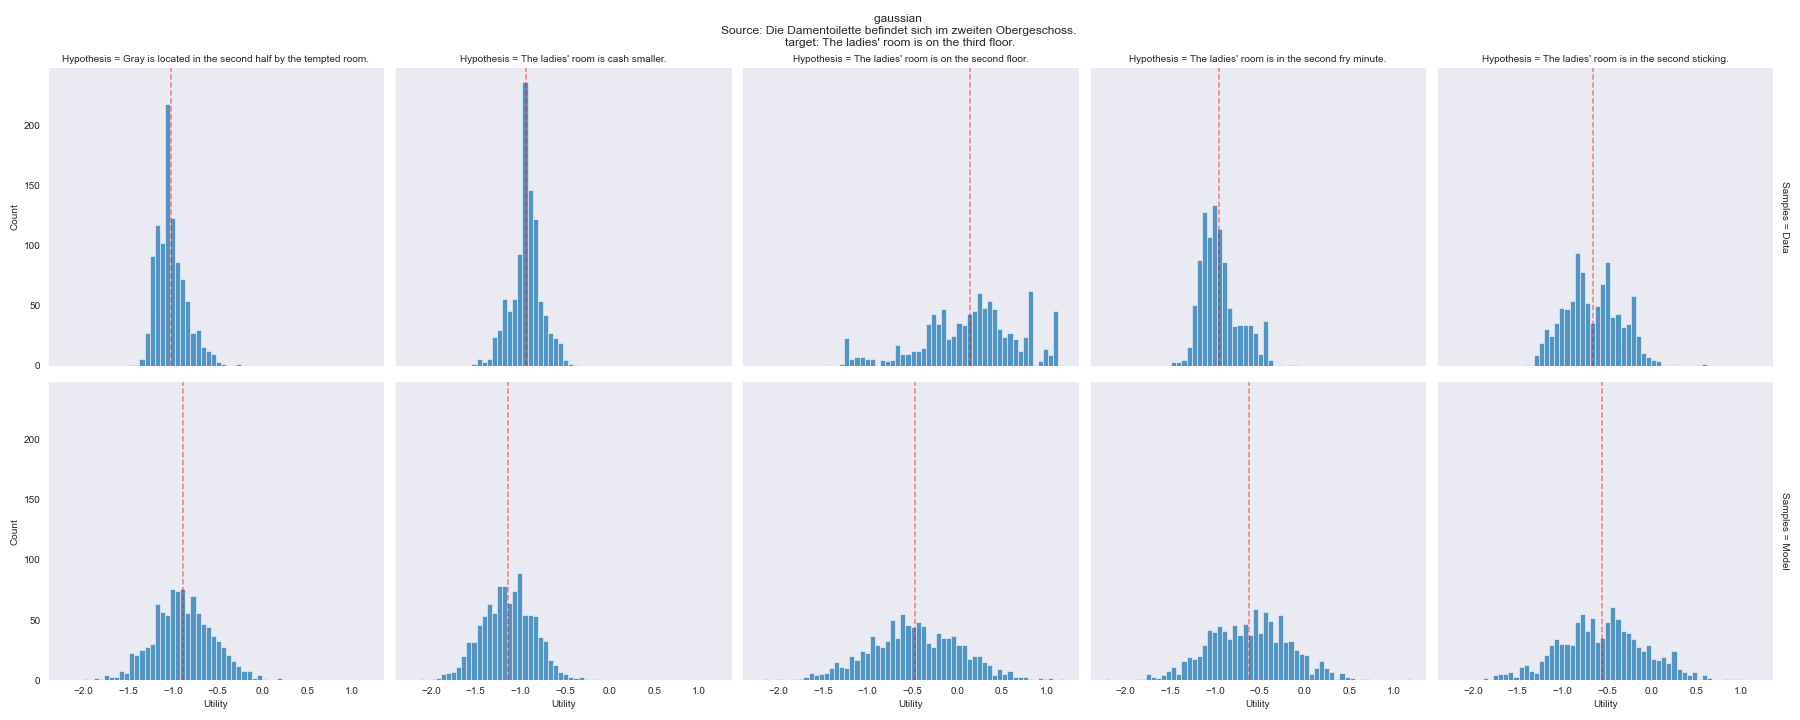 gaussian
Source: Die Damentoilette befindet sich im zweiten Obergeschoss.
target: The ladies' room is on the third floor.
Hypothesis = Gray is located in the second half by the tempted room.
Hypothesis = The ladies' room is cash smaller.
Hypothesis = The ladies' room is on the second floor.
Hypothesis = The ladies' room is in the second fry minute.
Hypothesis = The ladies' room is in the second sticking.
200
150
100
50
0
Count
Samples = Data
200
150
100
50
0
Count
Samples = Model
−2.0 −1.5 −1.0 −0.5 0.0 0.5 1.0
−2.0 −1.5 −1.0 −0.5 0.0 0.5 1.0
−2.0 −1.5 −1.0 −0.5 0.0 0.5 1.0
−2.0 −1.5 −1.0 −0.5 0.0 0.5 1.0
−2.0 −1.5 −1.0 −0.5 0.0 0.5 1.0
Utility
Utility
Utility
Utility
Utility